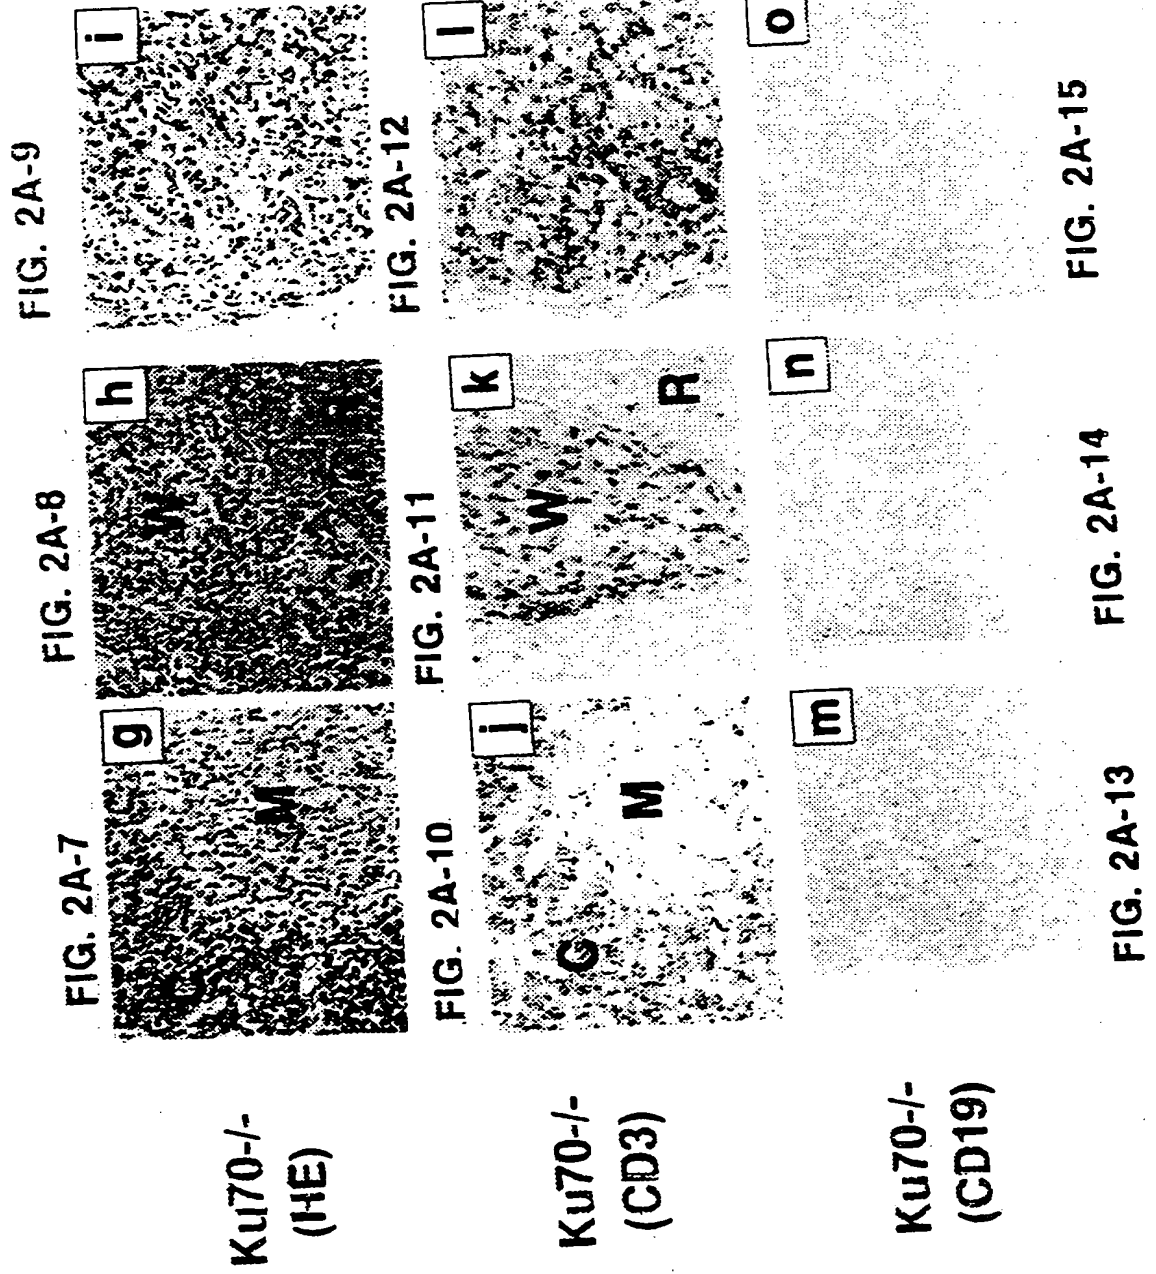 FIG. 2A-7
FIG. 2A-8
FIG. 2A-9
Ku70-/-
(HE)
g
M
h
W
i
FIG. 2A-10
FIG. 2A-11
FIG. 2A-12
Ku70-/-
(CD3)
j
M
k
W
R
l
Ku70-/-
(CD19)
m
n
o
FIG. 2A-13
FIG. 2A-14
FIG. 2A-15